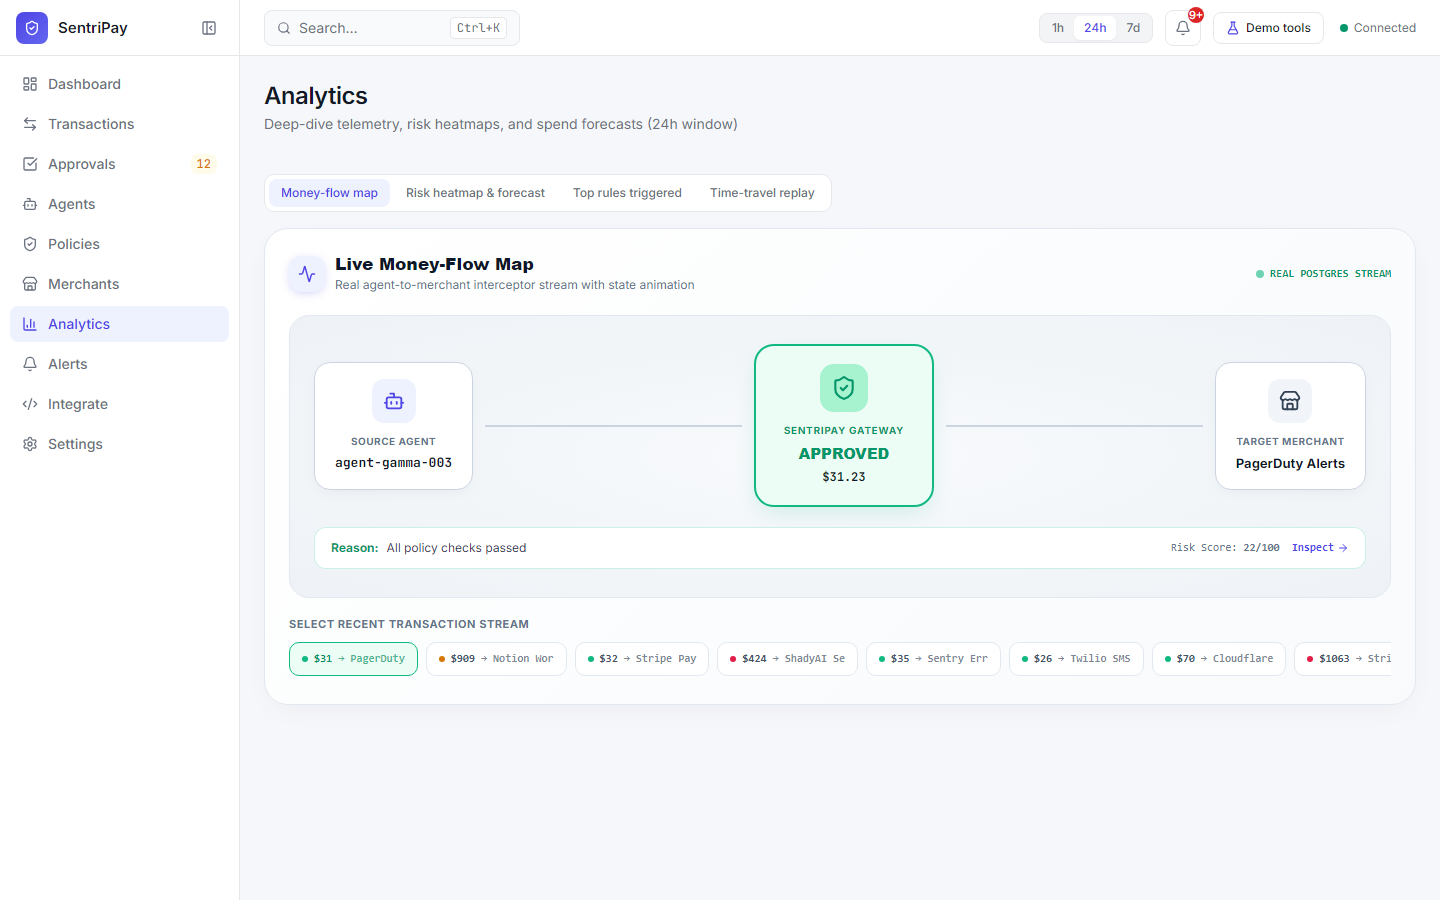 SentriPay
Search...
Ctrl+K
1h
24h
7d
9+
Demo tools
Connected
Dashboard
Transactions
Approvals
12
Agents
Policies
Merchants
Analytics
Alerts
Integrate
Settings
Analytics
Deep-dive telemetry, risk heatmaps, and spend forecasts (24h window)
Money-flow map
Risk heatmap & forecast
Top rules triggered
Time-travel replay
Live Money-Flow Map
Real agent-to-merchant interceptor stream with state animation
REAL POSTGRES STREAM
SOURCE AGENT
agent-gamma-003
SENTRIPAY GATEWAY
APPROVED
$31.23
TARGET MERCHANT
PagerDuty Alerts
Reason: All policy checks passed
Risk Score: 22/100
Inspect →
SELECT RECENT TRANSACTION STREAM
$31 → PagerDuty
$909 → Notion Wor
$32 → Stripe Pay
$424 → ShadyAI Se
$35 → Sentry Err
$26 → Twilio SMS
$70 → Cloudflare
$1063 → Stri